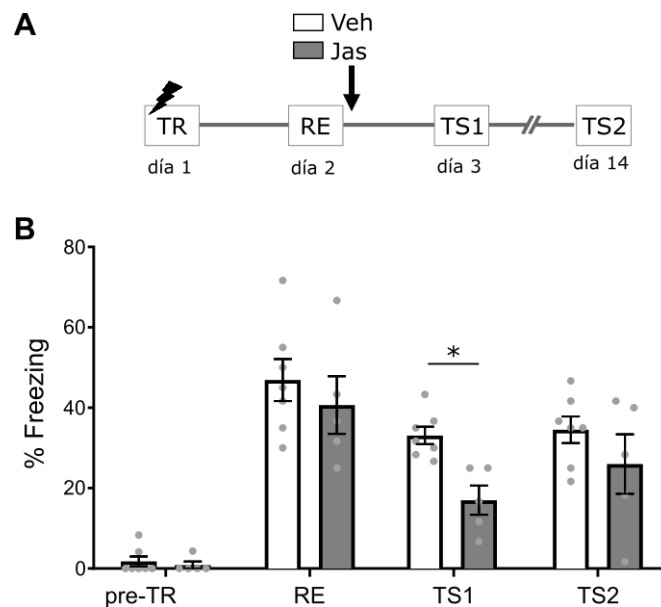 A
Veh
Jas
TR
RE
TS1
TS2
día 1
día 2
día 3
día 14
B
% Freezing
80
60
40
20
0
*
pre-TR
RE
TS1
TS2